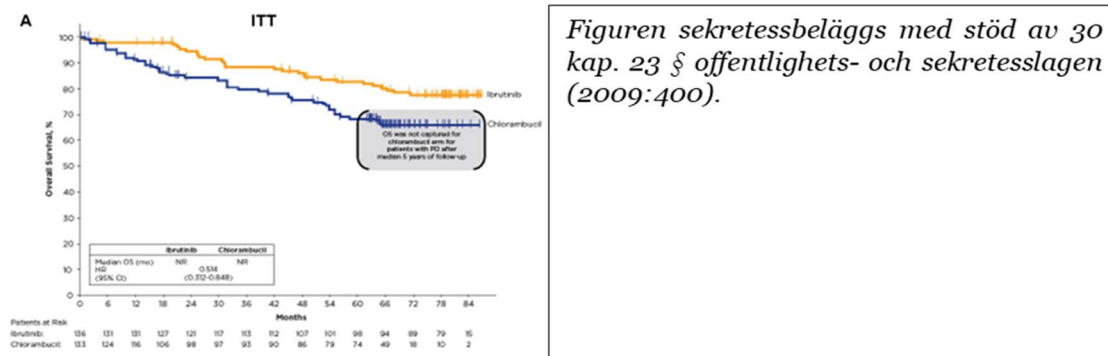 A
ITT
100
90
80
70
60
50
40
30
20
10
0
Overall Survival, %
Ibrutinib
Chlorambucil
OS was not captured for
chlorambucil arm for
patients with PD after
median 5 years of follow-up
Ibrutinib Chlorambucil
Median OS (mo) NR NR
HR 0.514
(95% CI) (0.312-0.848)
0 6 12 18 24 30 36 42 48 54 60 66 72 78 84
Months
Patients at Risk
Ibrutinib: 136 131 131 127 121 117 113 112 107 101 98 94 89 79 15
Chlorambucil: 133 124 116 106 98 97 93 90 86 79 74 49 18 10 2
Figuren sekretessbeläggs med stöd av 30
kap. 23 § offentlighets- och sekretesslagen
(2009:400).